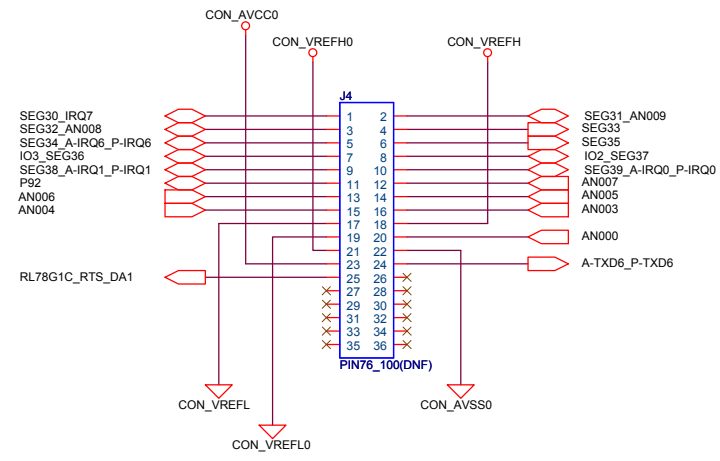 CON_AVCC0
CON_VREFH0
CON_VREFH
J4
SEG30_IRQ7 1 2 SEG31_AN009
SEG32_AN008 3 4 SEG33
SEG34_A-IRQ6_P-IRQ6 5 6 SEG35
IO3_SEG36 7 8 IO2_SEG37
SEG38_A-IRQ1_P-IRQ1 9 10 SEG39_A-IRQ0_P-IRQ0
P92 11 12 AN007
AN006 13 14 AN005
AN004 15 16 AN003
17 18
19 20 AN000
21 22
23 24 A-TXD6_P-TXD6
RL78G1C_RTS_DA1 25 26
27 28
29 30
31 32
33 34
35 36
PIN76_100(DNF)
CON_VREFL
CON_AVSS0
CON_VREFL0